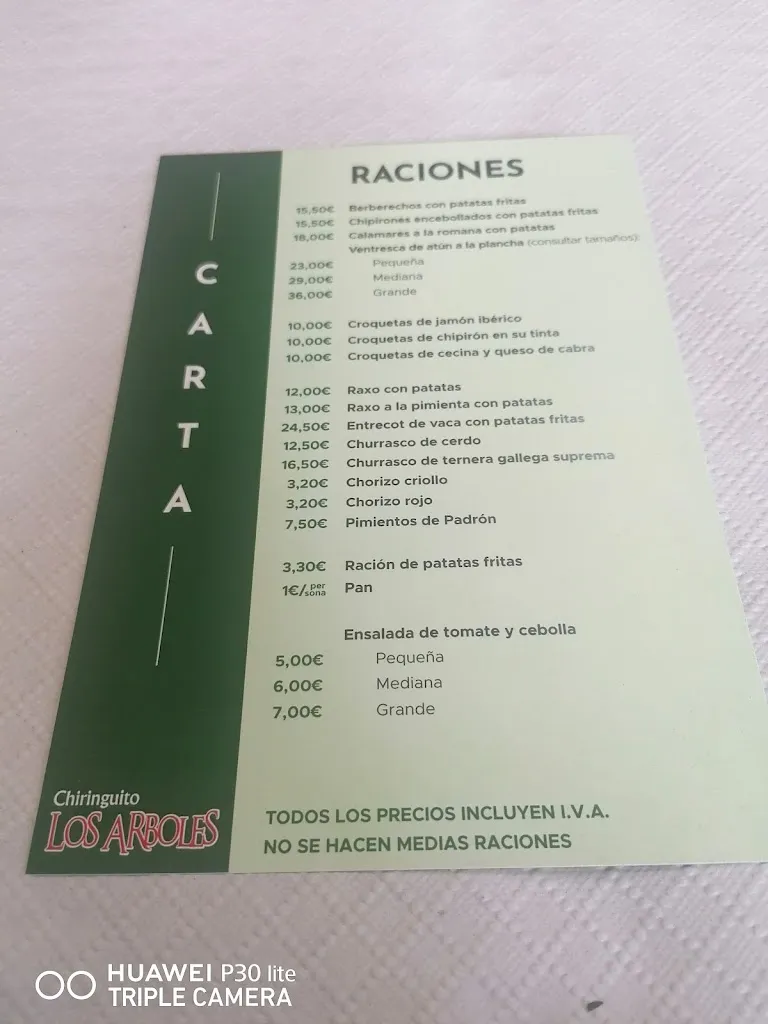 CARTA
RACIONES
15,50€ Berberechos con patatas fritas
15,50€ Chipirones encebollados con patatas fritas
18,00€ Calamares a la romana con patatas
Ventresca de atún a la plancha (consultar tamaños):
23,00€ Pequeña
29,00€ Mediana
36,00€ Grande
10,00€ Croquetas de jamón ibérico
10,00€ Croquetas de chipirón en su tinta
10,00€ Croquetas de cecina y queso de cabra
12,00€ Raxo con patatas
13,00€ Raxo a la pimienta con patatas
24,50€ Entrecot de vaca con patatas fritas
12,50€ Churrasco de cerdo
16,50€ Churrasco de ternera gallega suprema
3,20€ Chorizo criollo
3,20€ Chorizo rojo
7,50€ Pimientos de Padrón
3,30€ Ración de patatas fritas
1€/per sona Pan
Ensalada de tomate y cebolla
5,00€ Pequeña
6,00€ Mediana
7,00€ Grande
TODOS LOS PRECIOS INCLUYEN I.V.A.
NO SE HACEN MEDIAS RACIONES
Chiringuito
LOS ARBOLES
HUAWEI P30 lite
TRIPLE CAMERA